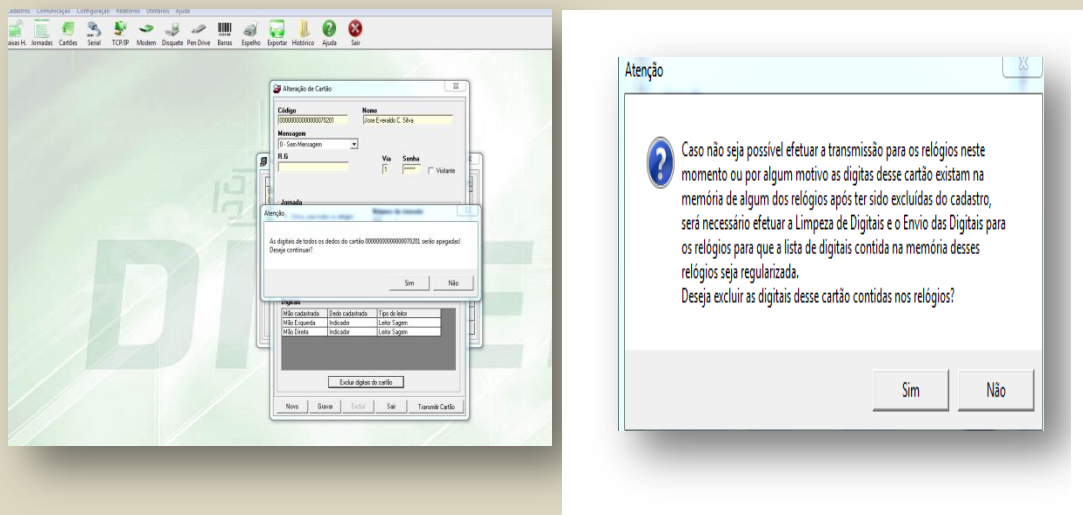 Cadastros Comunicação Configuração Relatórios Utilitários Ajuda
Jornadas Cartões Serial TCP/IP Modem Disquete Pen Drive Barras Espelho Exportar Histórico Ajuda Sair
Alteração de Cartão
Código Nome
00000000000000070201 Jose Everaldo C. Silva
Mensagem
0 - Sem Mensagem
R.G Via Senha
1 ****** Visitante
Jornada
Atenção
As digitais de todos os dedos do cartão 00000000000000070201 serão apagadas!
Deseja continuar?
Sim Não
Digitais
Mão cadastrada Dedo cadastrado Tipo do leitor
Mão Esquerda Indicador Leitor Sagem
Mão Direita Indicador Leitor Sagem
Excluir digitais do cartão
Novo Gravar Excluir Sair Transmitir Cartão
Atenção
Caso não seja possível efetuar a transmissão para os relógios neste
momento ou por algum motivo as digitas desse cartão existam na
memória de algum dos relógios após ter sido excluídas do cadastro,
será necessário efetuar a Limpeza de Digitais e o Envio das Digitais para
os relógios para que a lista de digitais contida na memória desses
relógios seja regularizada.
Deseja excluir as digitais desse cartão contidas nos relógios?
Sim Não